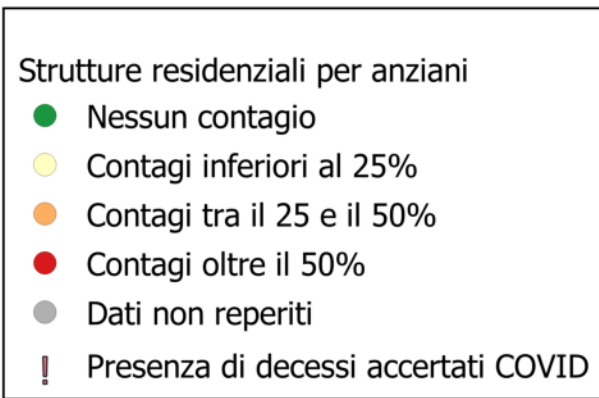 Strutture residenziali per anziani
Nessun contagio
Contagi inferiori al 25%
Contagi tra il 25 e il 50%
Contagi oltre il 50%
Dati non reperiti
! Presenza di decessi accertati COVID